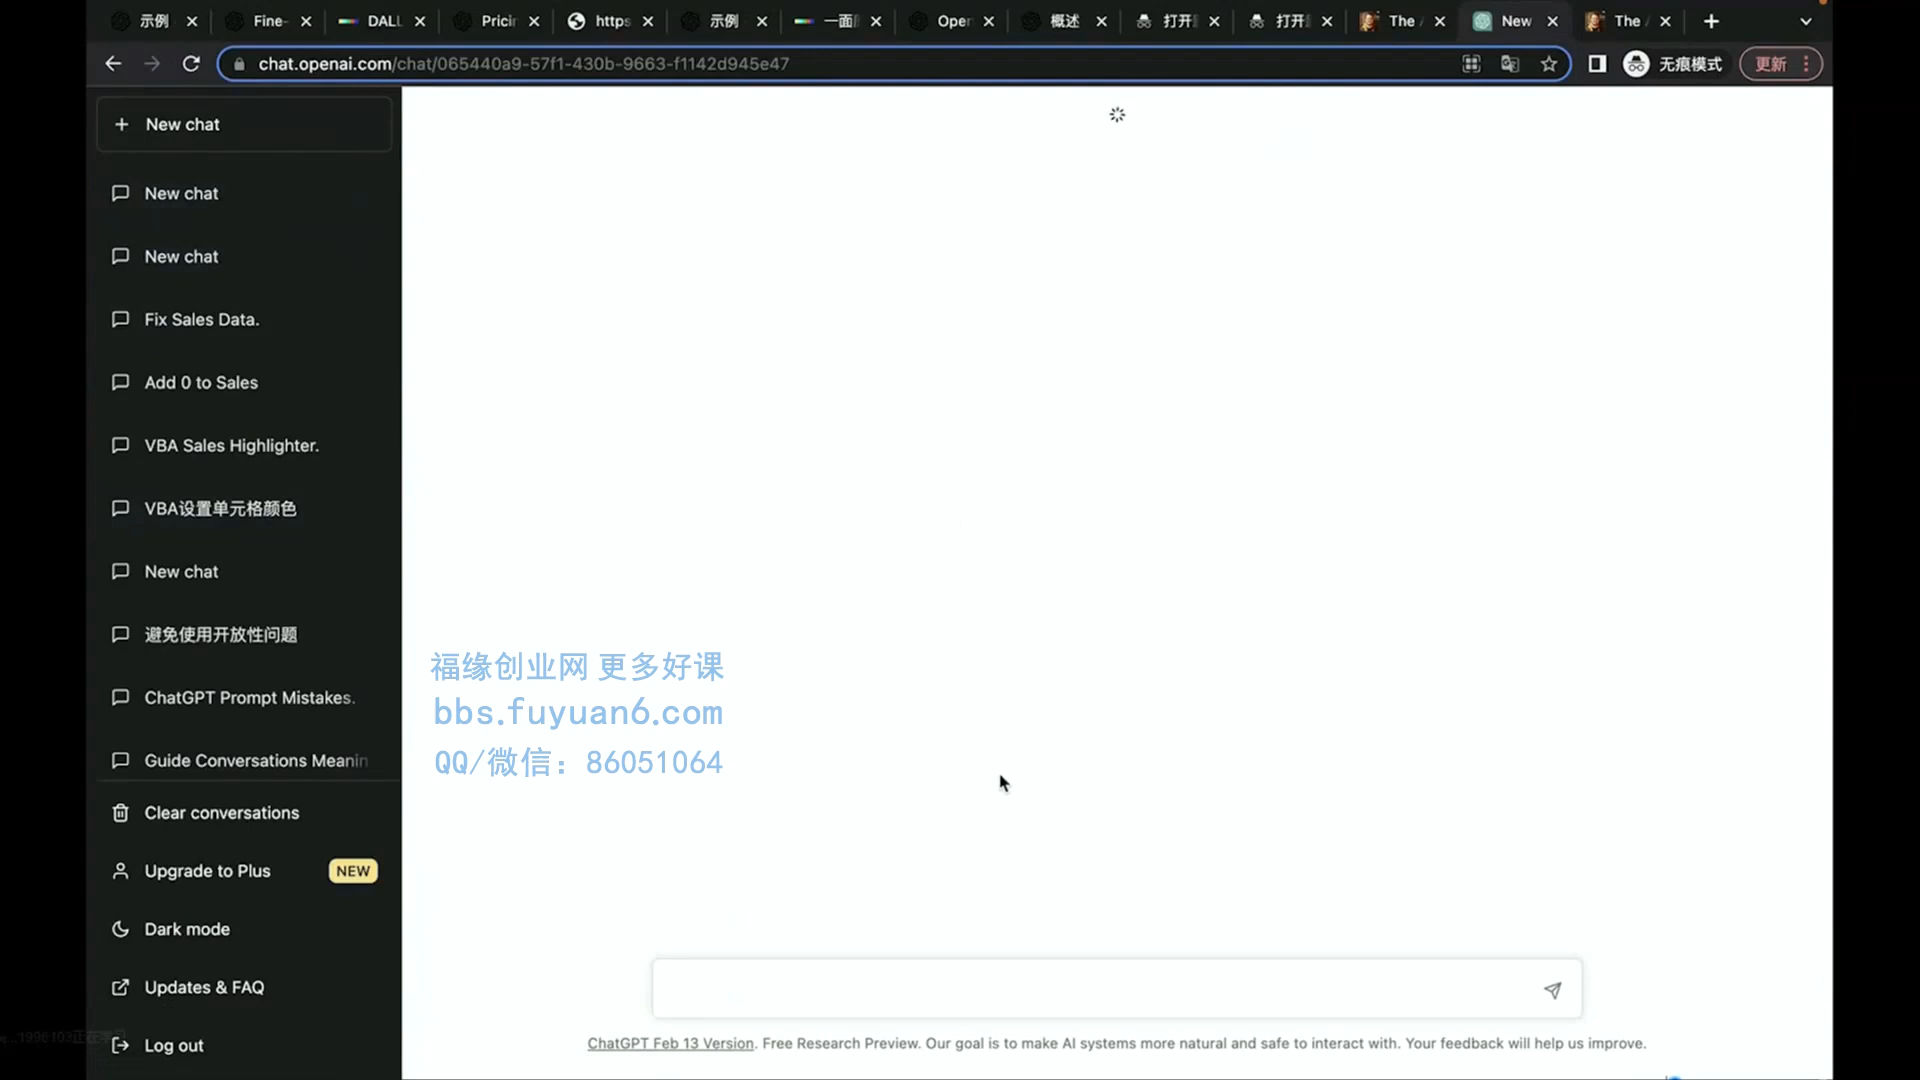 示例
Fine-
DALL
Pricin
https
示例
一面
Open
概述
打开
打开
The
New
The
chat.openai.com/chat/065440a9-57f1-430b-9663-f1142d945e47
无痕模式
更新
New chat
New chat
New chat
Fix Sales Data.
Add 0 to Sales
VBA Sales Highlighter.
VBA设置单元格颜色
New chat
避免使用开放性问题
ChatGPT Prompt Mistakes.
Guide Conversations Meanin
福缘创业网 更多好课
bbs.fuyuan6.com
QQ/微信：86051064
Clear conversations
Upgrade to Plus
NEW
Dark mode
Updates & FAQ
Log out
ChatGPT Feb 13 Version. Free Research Preview. Our goal is to make AI systems more natural and safe to interact with. Your feedback will help us improve.